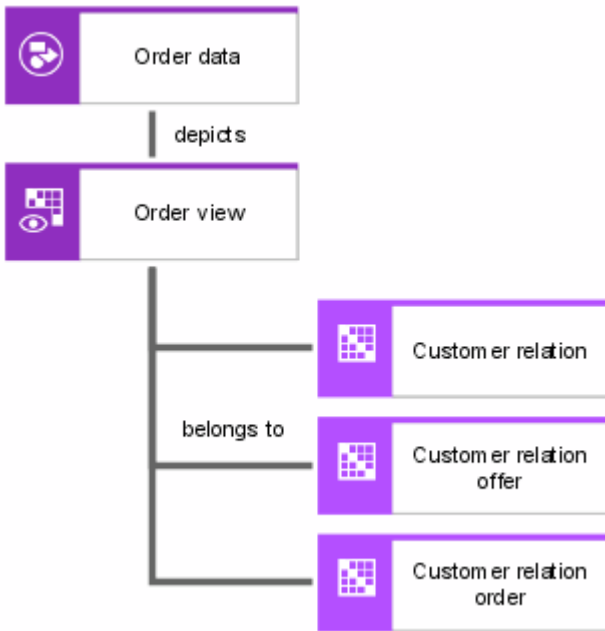 Order data
depicts
Order view
Customer relation
belongs to
Customer relation
offer
Customer relation
order